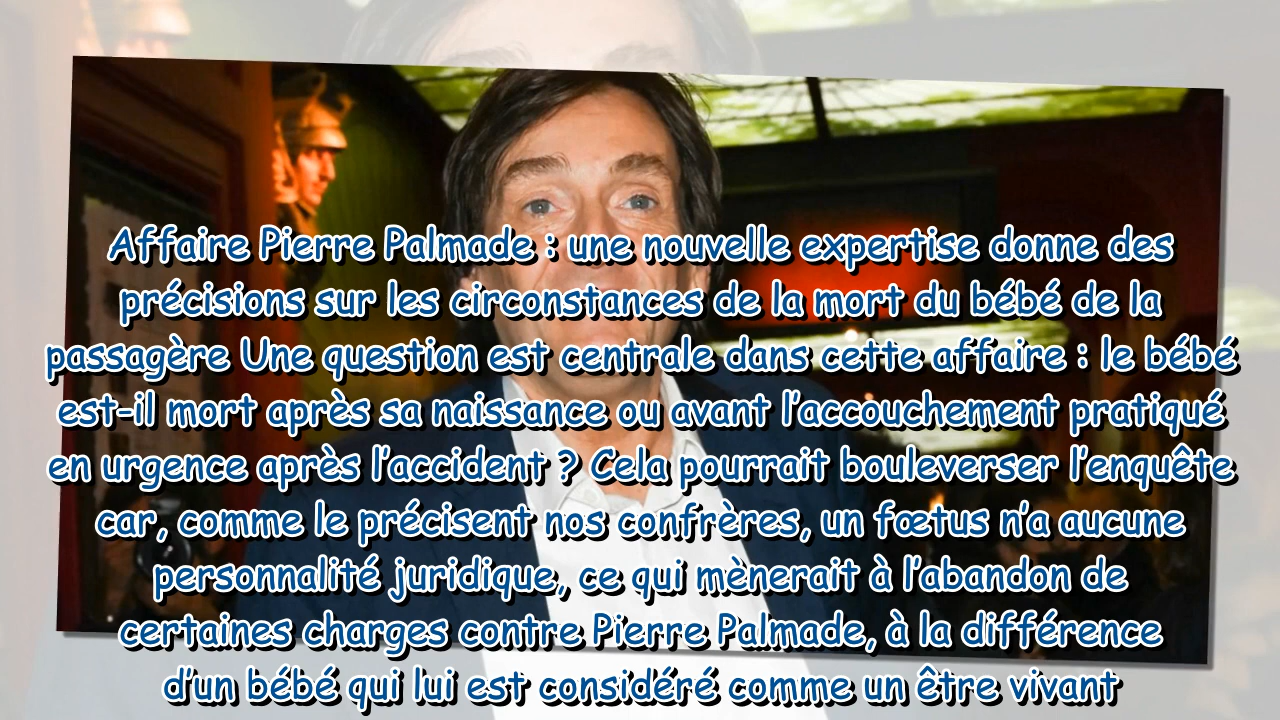 Affaire Pierre Palmade : une nouvelle expertise donne des
précisions sur les circonstances de la mort du bébé de la
passagère Une question est centrale dans cette affaire : le bébé
est-il mort après sa naissance ou avant l’accouchement pratiqué
en urgence après l’accident ? Cela pourrait bouleverser l’enquête
car, comme le précisent nos confrères, un fœtus n’a aucune
personnalité juridique, ce qui mènerait à l’abandon de
certaines charges contre Pierre Palmade, à la différence
d’un bébé qui lui est considéré comme un être vivant